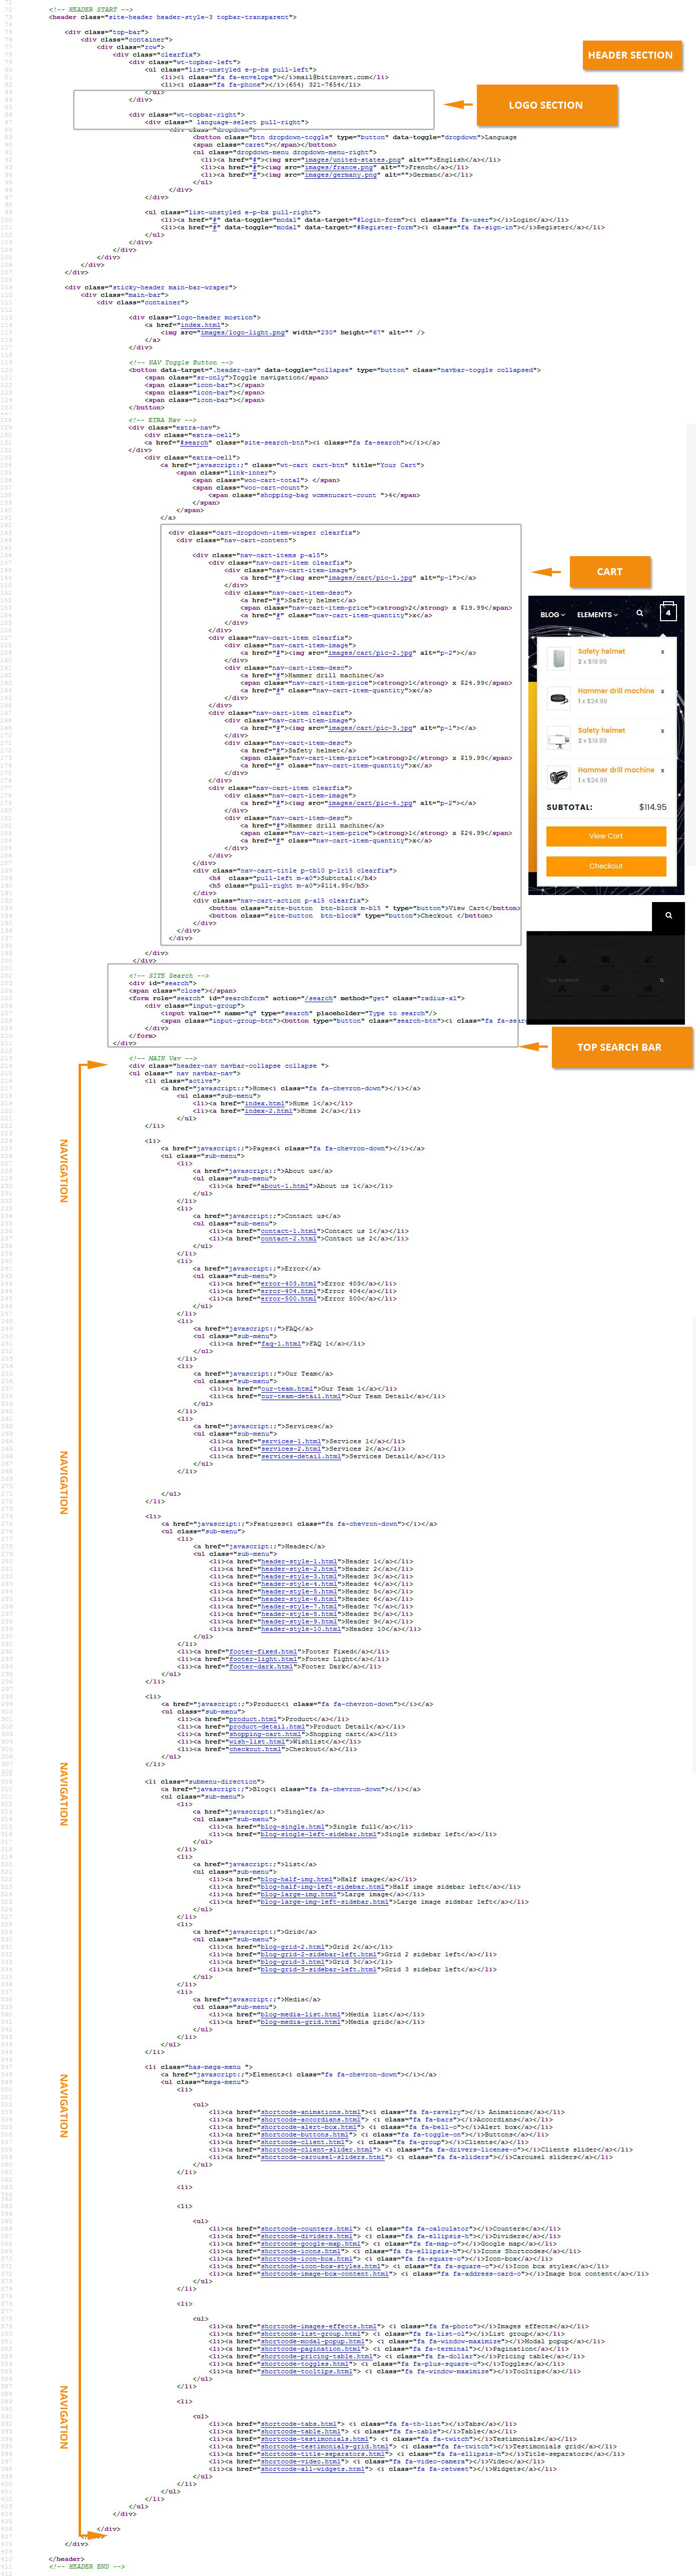 <!-- HEADER START -->
<header class="site-header header-style-3 topbar-transparent">
<div class="top-bar">
<div class="container">
<div class="row">
<div class="clearfix">
<div class="wt-topbar-left">
<ul class="list-unstyled e-p-bx pull-left">
<li><i class="fa fa-envelope"></i>mail@bitinvest.com</li>
<li><i class="fa fa-phone"></i>(654) 321-7654</li>
</ul>
</div>
<div class="wt-topbar-right">
<div class=" language-select pull-right">
<div class="dropdown">
<button class="btn dropdown-toggle" type="button" data-toggle="dropdown">Language
<span class="caret"></span></button>
<ul class="dropdown-menu dropdown-menu-right">
<li><a href="#"><img src="images/united-states.png" alt="">English</a></li>
<li><a href="#"><img src="images/france.png" alt="">French</a></li>
<li><a href="#"><img src="images/germany.png" alt="">German</a></li>
</ul>
</div>
</div>
<ul class="list-unstyled e-p-bx pull-right">
<li><a href="#" data-toggle="modal" data-target="#Login-form"><i class="fa fa-user"></i>Login</a></li>
<li><a href="#" data-toggle="modal" data-target="#Register-form"><i class="fa fa-sign-in"></i>Register</a></li>
</ul>
</div>
</div>
</div>
</div>
</div>
HEADER SECTION
LOGO SECTION
<div class="sticky-header main-bar-wraper">
<div class="main-bar">
<div class="container">
<div class="logo-header mostion">
<a href="index.html">
<img src="images/logo-light.png" width="230" height="67" alt="" />
</a>
</div>
<!-- NAV Toggle Button -->
<button data-target=".header-nav" data-toggle="collapse" type="button" class="navbar-toggle collapsed">
<span class="sr-only">Toggle navigation</span>
<span class="icon-bar"></span>
<span class="icon-bar"></span>
<span class="icon-bar"></span>
</button>
<!-- ETRA Nav -->
<div class="extra-nav">
<div class="extra-cell">
<a href="#search" class="site-search-btn"><i class="fa fa-search"></i></a>
</div>
<div class="extra-cell">
<a href="javascript:;" class="wt-cart cart-btn" title="Your Cart">
<span class="link-inner">
<span class="woo-cart-total"> </span>
<span class="woo-cart-count">
<span class="shopping-bag wcmenucart-count ">4</span>
</span>
</span>
</a>
<div class="cart-dropdown-item-wraper clearfix">
<div class="nav-cart-content">
<div class="nav-cart-items p-a15">
<div class="nav-cart-item clearfix">
<div class="nav-cart-item-image">
<a href="#"><img src="images/cart/pic-1.jpg" alt="p-1"></a>
</div>
<div class="nav-cart-item-desc">
<a href="#">Safety helmet</a>
<span class="nav-cart-item-price"><strong>2</strong> x $19.99</span>
<a href="#" class="nav-cart-item-quantity">x</a>
</div>
</div>
<div class="nav-cart-item clearfix">
<div class="nav-cart-item-image">
<a href="#"><img src="images/cart/pic-2.jpg" alt="p-2"></a>
</div>
<div class="nav-cart-item-desc">
<a href="#">Hammer drill machine</a>
<span class="nav-cart-item-price"><strong>1</strong> x $24.99</span>
<a href="#" class="nav-cart-item-quantity">x</a>
</div>
</div>
<div class="nav-cart-item clearfix">
<div class="nav-cart-item-image">
<a href="#"><img src="images/cart/pic-3.jpg" alt="p-1"></a>
</div>
<div class="nav-cart-item-desc">
<a href="#">Safety helmet</a>
<span class="nav-cart-item-price"><strong>2</strong> x $19.99</span>
<a href="#" class="nav-cart-item-quantity">x</a>
</div>
</div>
<div class="nav-cart-item clearfix">
<div class="nav-cart-item-image">
<a href="#"><img src="images/cart/pic-4.jpg" alt="p-2"></a>
</div>
<div class="nav-cart-item-desc">
<a href="#">Hammer drill machine</a>
<span class="nav-cart-item-price"><strong>1</strong> x $24.99</span>
<a href="#" class="nav-cart-item-quantity">x</a>
</div>
</div>
</div>
<div class="nav-cart-title p-tb10 p-lr15 clearfix">
<h4 class="pull-left m-a0">Subtotal:</h4>
<h5 class="pull-right m-a0">$114.95</h5>
</div>
<div class="nav-cart-action p-a15 clearfix">
<button class="site-button btn-block m-b15 " type="button">View Cart</button>
<button class="site-button btn-block" type="button">Checkout </button>
</div>
</div>
</div>
</div>
</div>
CART
BLOG
ELEMENTS
4
Safety helmet x
2 x $19.99
Hammer drill machine x
1 x $24.99
Safety helmet x
2 x $19.99
Hammer drill machine x
1 x $24.99
SUBTOTAL: $114.95
View Cart
Checkout
<!-- SITE Search -->
<div id="search">
<span class="close"></span>
<form role="search" id="searchform" action="/search" method="get" class="radius-xl">
<div class="input-group">
<input value="" name="q" type="search" placeholder="Type to search"/>
<span class="input-group-btn"><button type="button" class="search-btn"><i class="fa fa-sear
</div>
</form>
</div>
Type to search
TOP SEARCH BAR
<!-- MAIN Vav -->
<div class="header-nav navbar-collapse collapse ">
<ul class=" nav navbar-nav">
<li class="active">
<a href="javascript:;">Home<i class="fa fa-chevron-down"></i></a>
<ul class="sub-menu">
<li><a href="index.html">Home 1</a></li>
<li><a href="index-2.html">Home 2</a></li>
</ul>
</li>
<li>
<a href="javascript:;">Pages<i class="fa fa-chevron-down"></i></a>
<ul class="sub-menu">
<li>
<a href="javascript:;">About us</a>
<ul class="sub-menu">
<li><a href="about-1.html">About us 1</a></li>
</ul>
</li>
<li>
<a href="javascript:;">Contact us</a>
<ul class="sub-menu">
<li><a href="contact-1.html">Contact us 1</a></li>
<li><a href="contact-2.html">Contact us 2</a></li>
</ul>
</li>
<li>
<a href="javascript:;">Error</a>
<ul class="sub-menu">
<li><a href="error-403.html">Error 403</a></li>
<li><a href="error-404.html">Error 404</a></li>
<li><a href="error-500.html">Error 500</a></li>
</ul>
</li>
<li>
<a href="javascript:;">FAQ</a>
<ul class="sub-menu">
<li><a href="faq-1.html">FAQ 1</a></li>
</ul>
</li>
<li>
<a href="javascript:;">Our Team</a>
<ul class="sub-menu">
<li><a href="our-team.html">Our Team 1</a></li>
<li><a href="our-team-detail.html">Our Team Detail</a></li>
</ul>
</li>
<li>
<a href="javascript:;">Services</a>
<ul class="sub-menu">
<li><a href="services-1.html">Services 1</a></li>
<li><a href="services-2.html">Services 2</a></li>
<li><a href="services-detail.html">Services Detail</a></li>
</ul>
</li>
</ul>
</li>
<li>
<a href="javascript:;">Features<i class="fa fa-chevron-down"></i></a>
<ul class="sub-menu">
<li>
<a href="javascript:;">Header</a>
<ul class="sub-menu">
<li><a href="header-style-1.html">Header 1</a></li>
<li><a href="header-style-2.html">Header 2</a></li>
<li><a href="header-style-3.html">Header 3</a></li>
<li><a href="header-style-4.html">Header 4</a></li>
<li><a href="header-style-5.html">Header 5</a></li>
<li><a href="header-style-6.html">Header 6</a></li>
<li><a href="header-style-7.html">Header 7</a></li>
<li><a href="header-style-8.html">Header 8</a></li>
<li><a href="header-style-9.html">Header 9</a></li>
<li><a href="header-style-10.html">Header 10</a></li>
</ul>
</li>
<li><a href="footer-fixed.html">Footer Fixed</a></li>
<li><a href="footer-light.html">Footer Light</a></li>
<li><a href="footer-dark.html">Footer Dark</a></li>
</ul>
</li>
<li>
<a href="javascript:;">Product<i class="fa fa-chevron-down"></i></a>
<ul class="sub-menu">
<li><a href="product.html">Product</a></li>
<li><a href="product-detail.html">Product Detail</a></li>
<li><a href="shopping-cart.html">Shopping cart</a></li>
<li><a href="wish-list.html">Wishlist</a></li>
<li><a href="checkout.html">Checkout</a></li>
</ul>
</li>
<li class="submenu-direction">
<a href="javascript:;">Blog<i class="fa fa-chevron-down"></i></a>
<ul class="sub-menu">
<li>
<a href="javascript:;">Single</a>
<ul class="sub-menu">
<li><a href="blog-single.html">Single full</a></li>
<li><a href="blog-single-left-sidebar.html">Single sidebar left</a></li>
</ul>
</li>
<li>
<a href="javascript:;">list</a>
<ul class="sub-menu">
<li><a href="blog-half-img.html">Half image</a></li>
<li><a href="blog-half-img-left-sidebar.html">Half image sidebar left</a></li>
<li><a href="blog-large-img.html">Large image</a></li>
<li><a href="blog-large-img-left-sidebar.html">Large image sidebar left</a></li>
</ul>
</li>
<li>
<a href="javascript:;">Grid</a>
<ul class="sub-menu">
<li><a href="blog-grid-2.html">Grid 2</a></li>
<li><a href="blog-grid-2-sidebar-left.html">Grid 2 sidebar left</a></li>
<li><a href="blog-grid-3.html">Grid 3</a></li>
<li><a href="blog-grid-3-sidebar-left.html">Grid 3 sidebar left</a></li>
</ul>
</li>
<li>
<a href="javascript:;">Media</a>
<ul class="sub-menu">
<li><a href="blog-media-list.html">Media list</a></li>
<li><a href="blog-media-grid.html">Media grid</a></li>
</ul>
</li>
</ul>
</li>
<li class="has-mega-menu ">
<a href="javascript:;">Elements<i class="fa fa-chevron-down"></i></a>
<ul class="mega-menu">
<li>
<ul>
<li><a href="shortcode-animations.html"><i class="fa fa-ravelry"></i> Animations</a></li>
<li><a href="shortcode-accordians.html"> <i class="fa fa-bars"></i>Accordians</a></li>
<li><a href="shortcode-alert-box.html"> <i class="fa fa-bell-o"></i>Alert box</a></li>
<li><a href="shortcode-buttons.html"> <i class="fa fa-toggle-on"></i>Buttons</a></li>
<li><a href="shortcode-client.html"> <i class="fa fa-group"></i>Clients</a></li>
<li><a href="shortcode-client-slider.html"> <i class="fa fa-drivers-license-o"></i>Clients slider</a></li>
<li><a href="shortcode-carousel-sliders.html"> <i class="fa fa-sliders"></i>Carousel sliders</a></li>
</ul>
</li>
<li>
<li>
<ul>
<li><a href="shortcode-counters.html"> <i class="fa fa-calculator"></i>Counters</a></li>
<li><a href="shortcode-dividers.html"> <i class="fa fa-ellipsis-h"></i>Dividers</a></li>
<li><a href="shortcode-google-map.html"> <i class="fa fa-map-o"></i>Google map</a></li>
<li><a href="shortcode-icons.html"> <i class="fa fa-ellipsis-h"></i>Icons Shortcodes</a></li>
<li><a href="shortcode-icon-box.html"> <i class="fa fa-square-o"></i>Icon-box</a></li>
<li><a href="shortcode-icon-box-styles.html"> <i class="fa fa-square-o"></i>Icon box styles</a></li>
<li><a href="shortcode-image-box-content.html"> <i class="fa fa-address-card-o"></i>Image box content</a></li>
</ul>
</li>
<li>
<ul>
<li><a href="shortcode-images-effects.html"> <i class="fa fa-photo"></i>Images effects</a></li>
<li><a href="shortcode-list-group.html"> <i class="fa fa-list-ol"></i>List group</a></li>
<li><a href="shortcode-modal-popup.html"> <i class="fa fa-window-maximize"></i>Modal popup</a></li>
<li><a href="shortcode-pagination.html"> <i class="fa fa-terminal"></i>Pagination</a></li>
<li><a href="shortcode-pricing-table.html"> <i class="fa fa-dollar"></i>Pricing table</a></li>
<li><a href="shortcode-toggles.html"> <i class="fa fa-plus-square-o"></i>Toggles</a></li>
<li><a href="shortcode-tooltips.html"> <i class="fa fa-window-maximize"></i>Tooltips</a></li>
</ul>
</li>
<li>
<ul>
<li><a href="shortcode-tabs.html"> <i class="fa fa-th-list"></i>Tabs</a></li>
<li><a href="shortcode-table.html"> <i class="fa fa-table"></i>Table</a></li>
<li><a href="shortcode-testimonials.html"> <i class="fa fa-twitch"></i>Testimonials</a></li>
<li><a href="shortcode-testimonials-grid.html"> <i class="fa fa-twitch"></i>Testimonials grid</a></li>
<li><a href="shortcode-title-separators.html"> <i class="fa fa-ellipsis-h"></i>Title-separators</a></li>
<li><a href="shortcode-video.html"> <i class="fa fa-video-camera"></i>Video</a></li>
<li><a href="shortcode-all-widgets.html"> <i class="fa fa-retweet"></i>Widgets</a></li>
</ul>
</li>
</ul>
</li>
</ul>
</div>
</div>
</div>
</header>
<!-- HEADER END -->
NAVIGATION
NAVIGATION
NAVIGATION
NAVIGATION
NAVIGATION